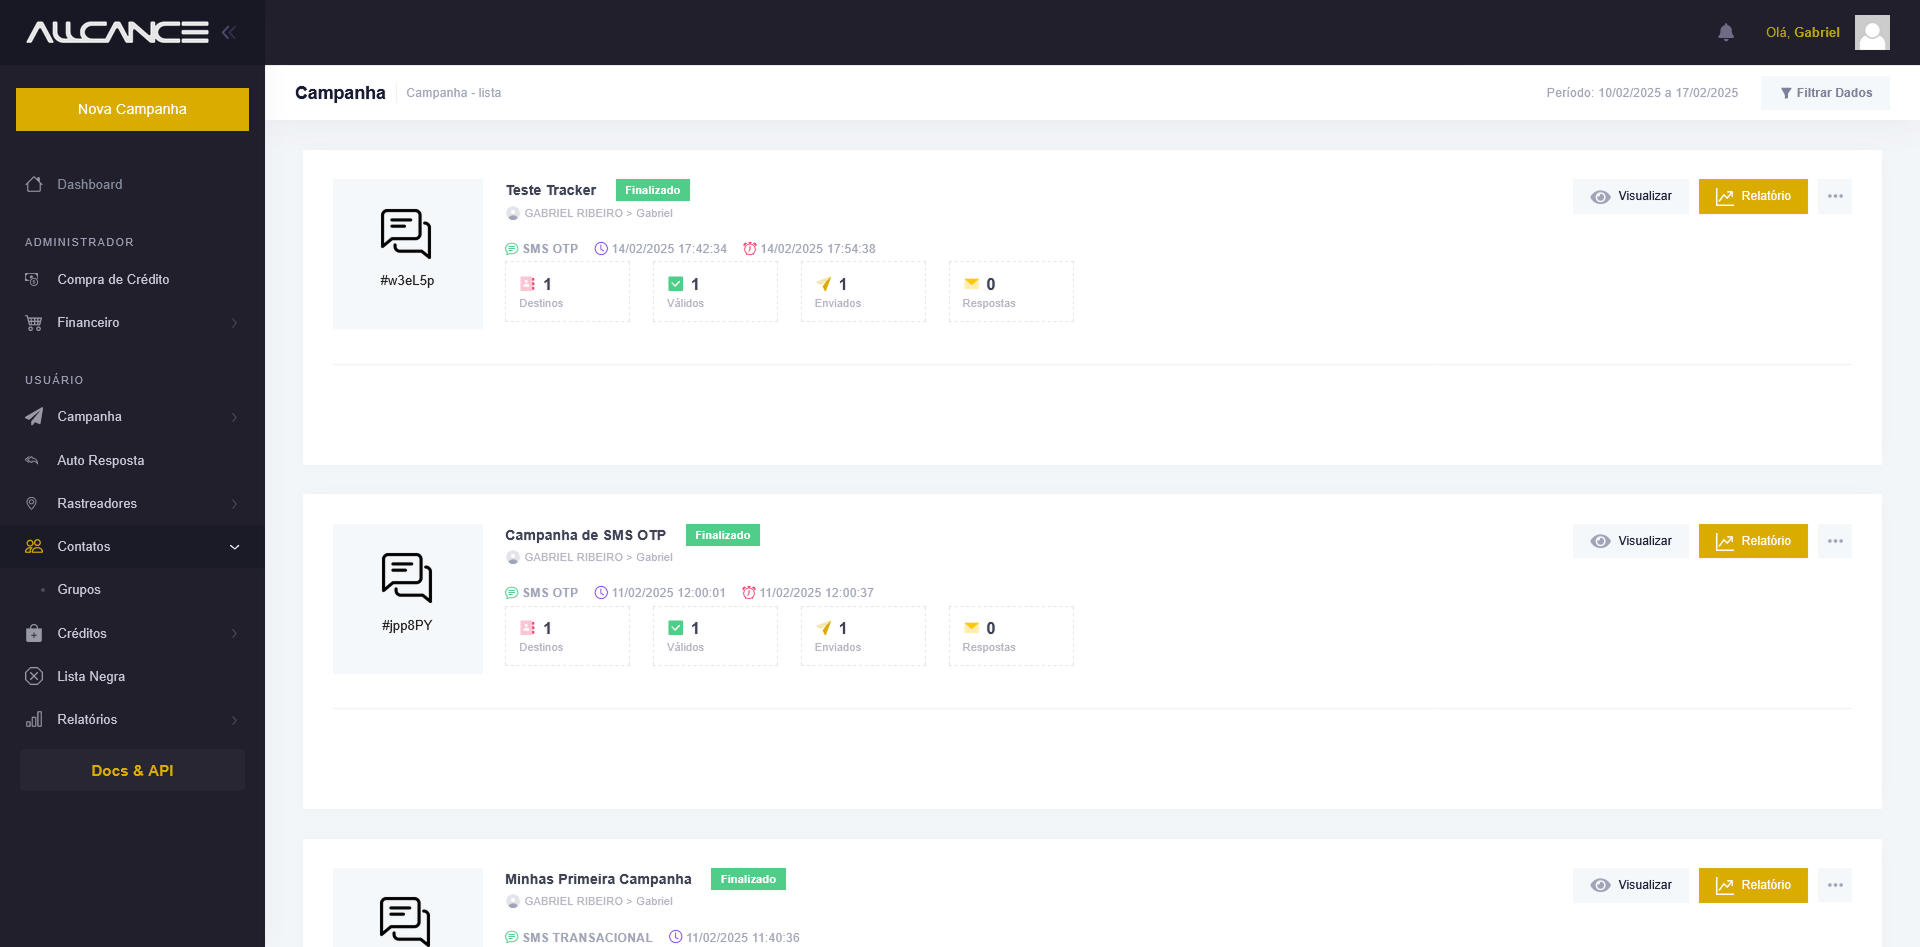 ALLCANCE
Olá, Gabriel
Nova Campanha
Dashboard
ADMINISTRADOR
Compra de Crédito
Financeiro
USUÁRIO
Campanha
Auto Resposta
Rastreadores
Contatos
Grupos
Créditos
Lista Negra
Relatórios
Docs & API
Campanha
Campanha - lista
Período: 10/02/2025 a 17/02/2025
Filtrar Dados
#w3eL5p
Teste Tracker
Finalizado
GABRIEL RIBEIRO > Gabriel
SMS OTP 14/02/2025 17:42:34 14/02/2025 17:54:38
1
Destinos
1
Válidos
1
Enviados
0
Respostas
Visualizar
Relatório
#jpp8PY
Campanha de SMS OTP
Finalizado
GABRIEL RIBEIRO > Gabriel
SMS OTP 11/02/2025 12:00:01 11/02/2025 12:00:37
1
Destinos
1
Válidos
1
Enviados
0
Respostas
Visualizar
Relatório
Minhas Primeira Campanha
Finalizado
GABRIEL RIBEIRO > Gabriel
SMS TRANSACIONAL 11/02/2025 11:40:36
Visualizar
Relatório